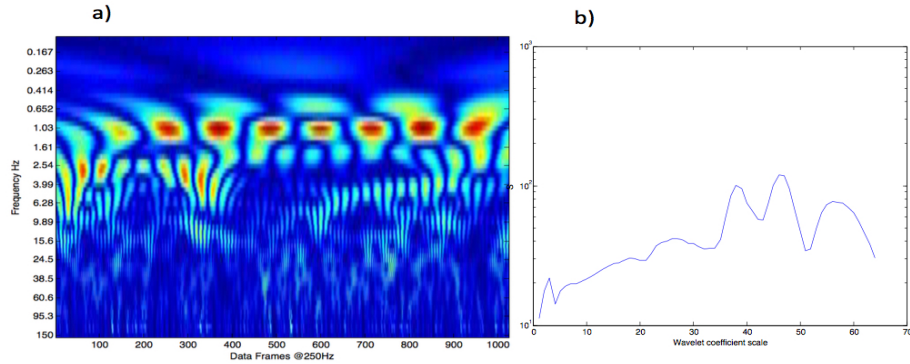 a)
b)
Frequency Hz
0.167
0.263
0.414
0.652
1.03
1.61
2.54
3.99
6.28
9.89
15.6
24.5
38.5
60.6
95.3
150
100 200 300 400 500 600 700 800 900 1000
Data Frames @250Hz
10³
10²
10¹
S
0 10 20 30 40 50 60 70
Wavelet coefficient scale